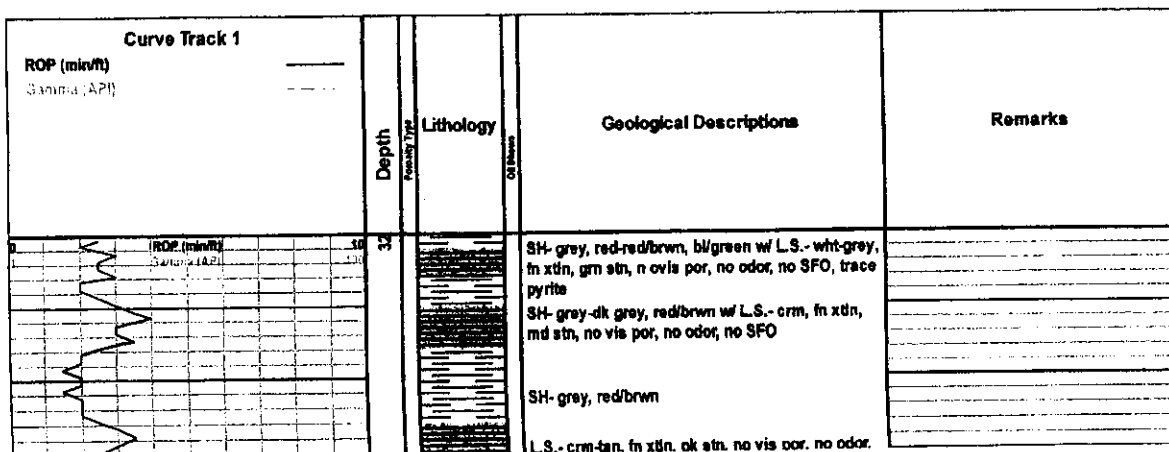 Curve Track 1
ROP (min/ft)
Gamma (API)
Depth
Porosity Type
Lithology
Oil Shows
Geological Descriptions
Remarks
0 ROP (min/ft) 10
Gamma (API)
32
SH- grey, red-red/brwn, bl/green w/ L.S.- wht-grey,
fn xtln, grn stn, n ovis por, no odor, no SFO, trace
pyrite
SH- grey-dk grey, red/brwn w/ L.S.- crm, fn xtln,
md stn, no vis por, no odor, no SFO
SH- grey, red/brwn
L.S.- crm-tan, fn xtln, pk stn, no vis por, no odor,